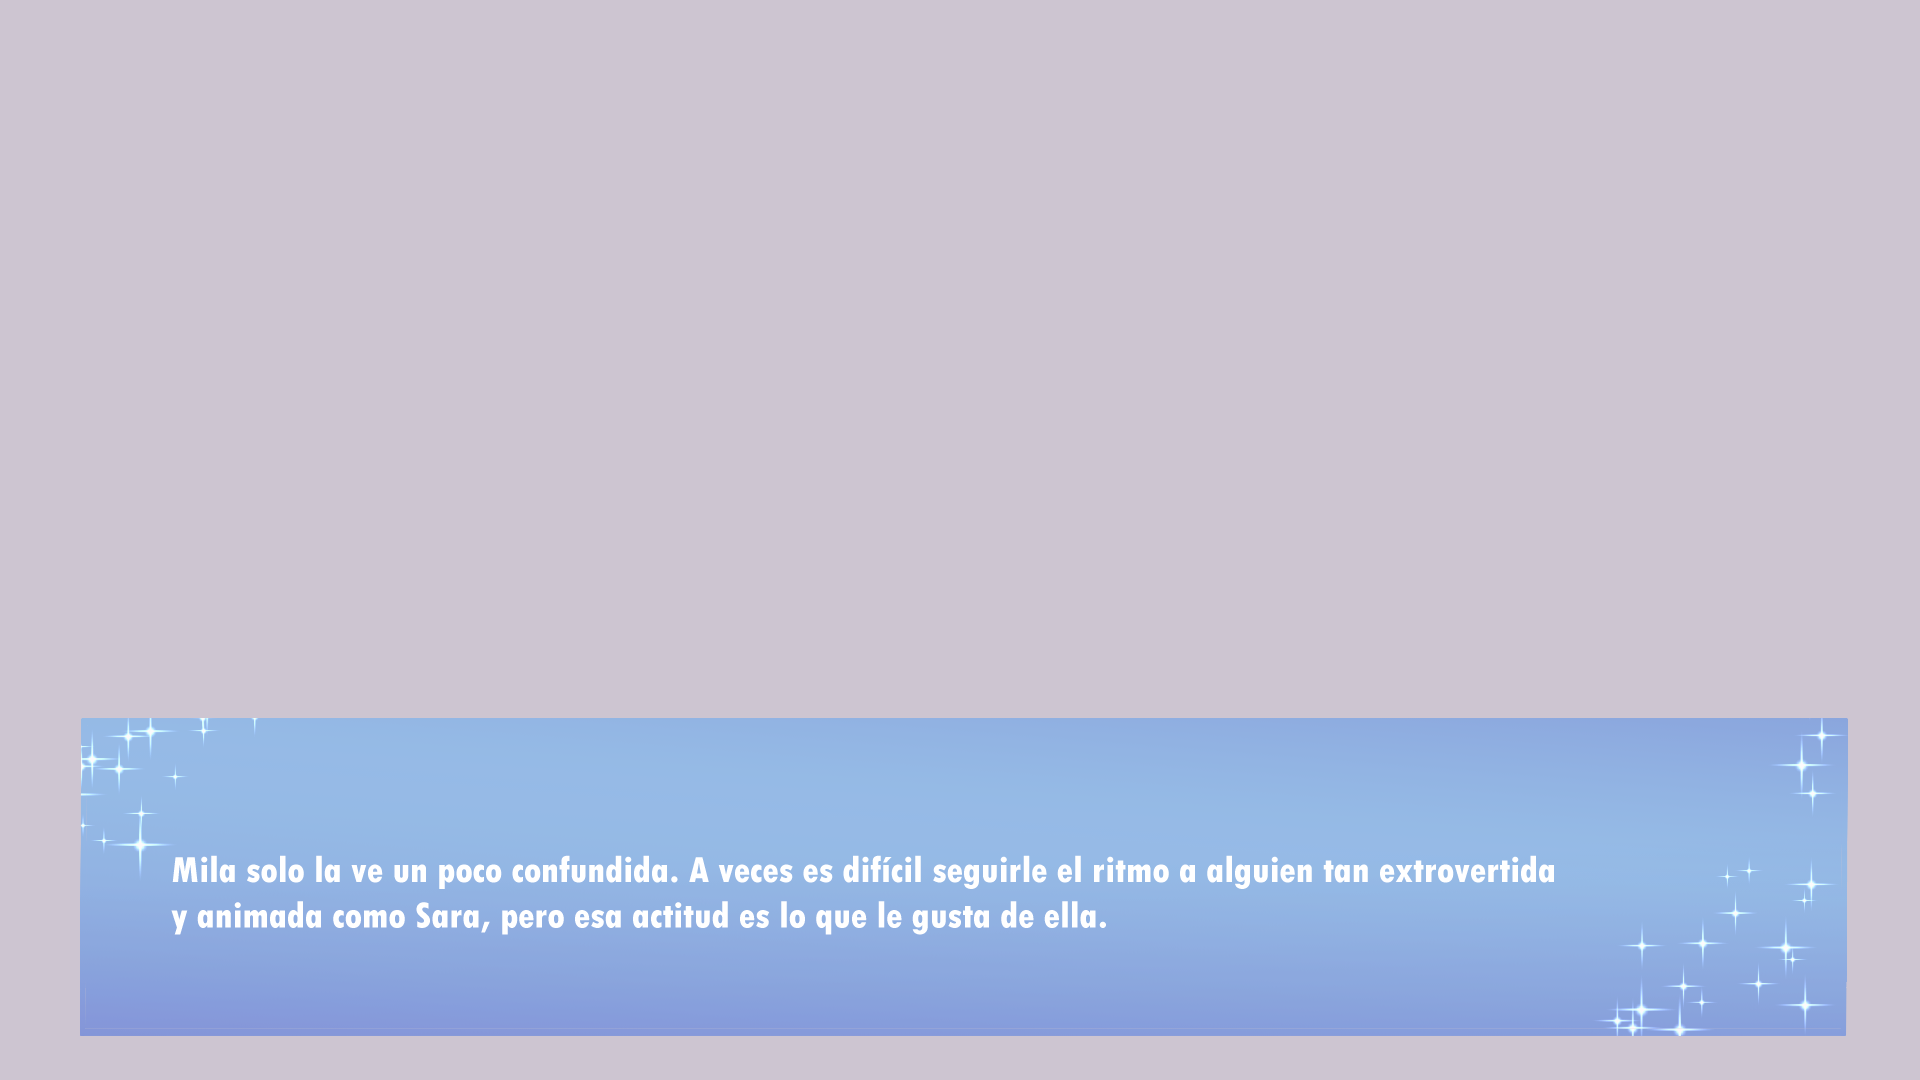 Mila solo la ve un poco confundida. A veces es difícil seguirle el ritmo a alguien tan extrovertida
y animada como Sara, pero esa actitud es lo que le gusta de ella.